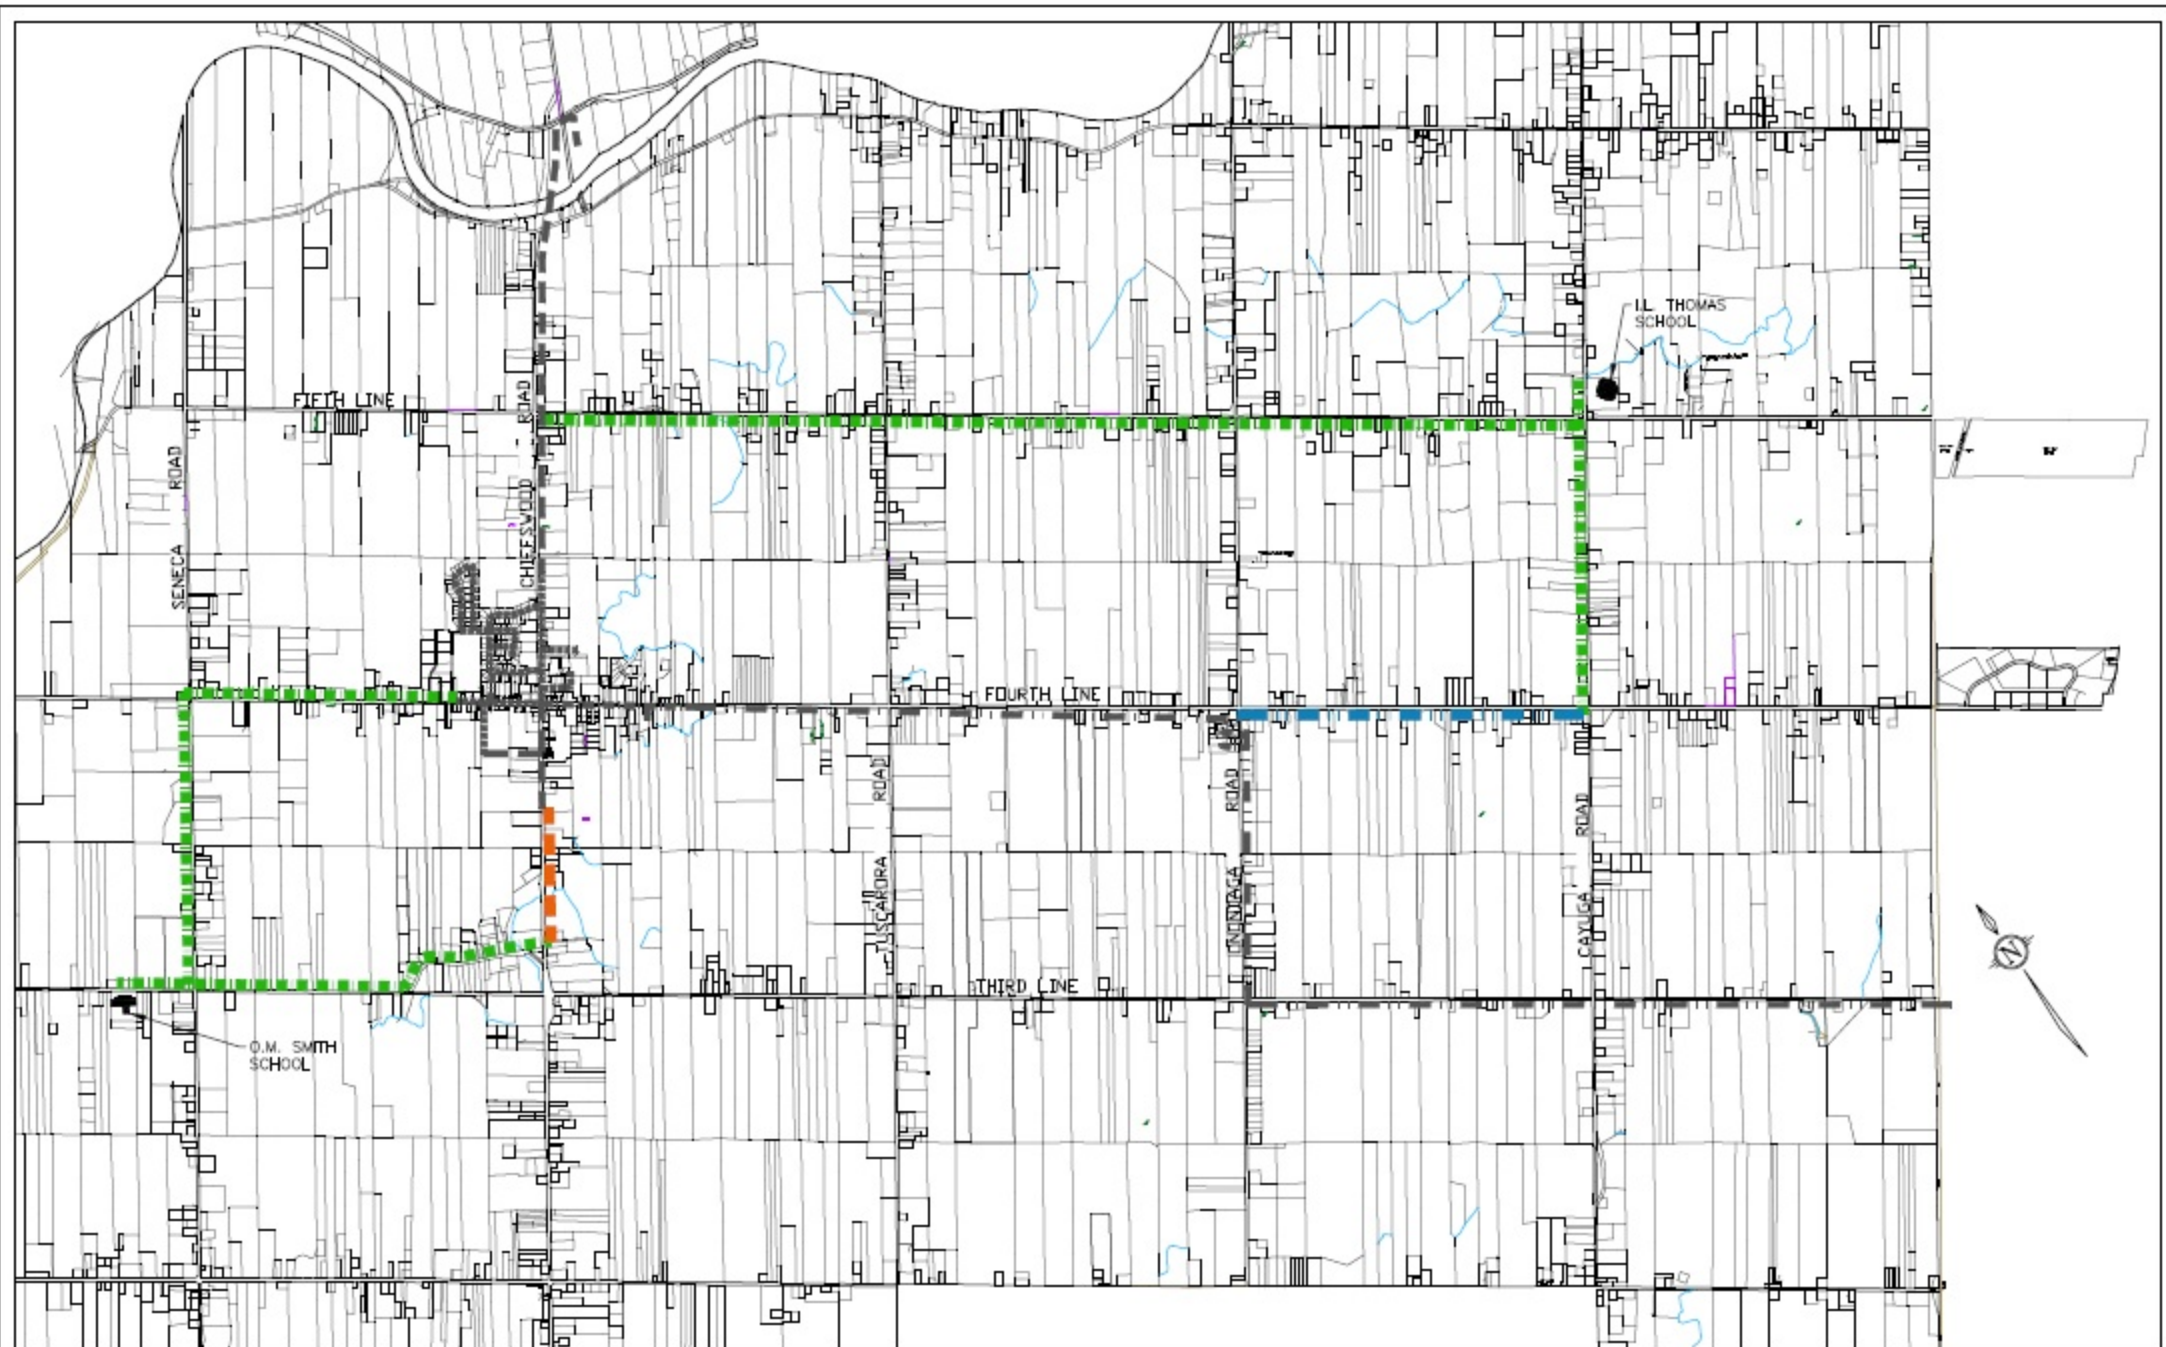 I.L. THOMAS
SCHOOL
FIFTH LINE
CHIEFSWOOD ROAD
SENECA ROAD
FOURTH LINE
TUSCARORA ROAD
ONONDAGA ROAD
CAYUGA ROAD
N
THIRD LINE
O.M. SMITH
SCHOOL